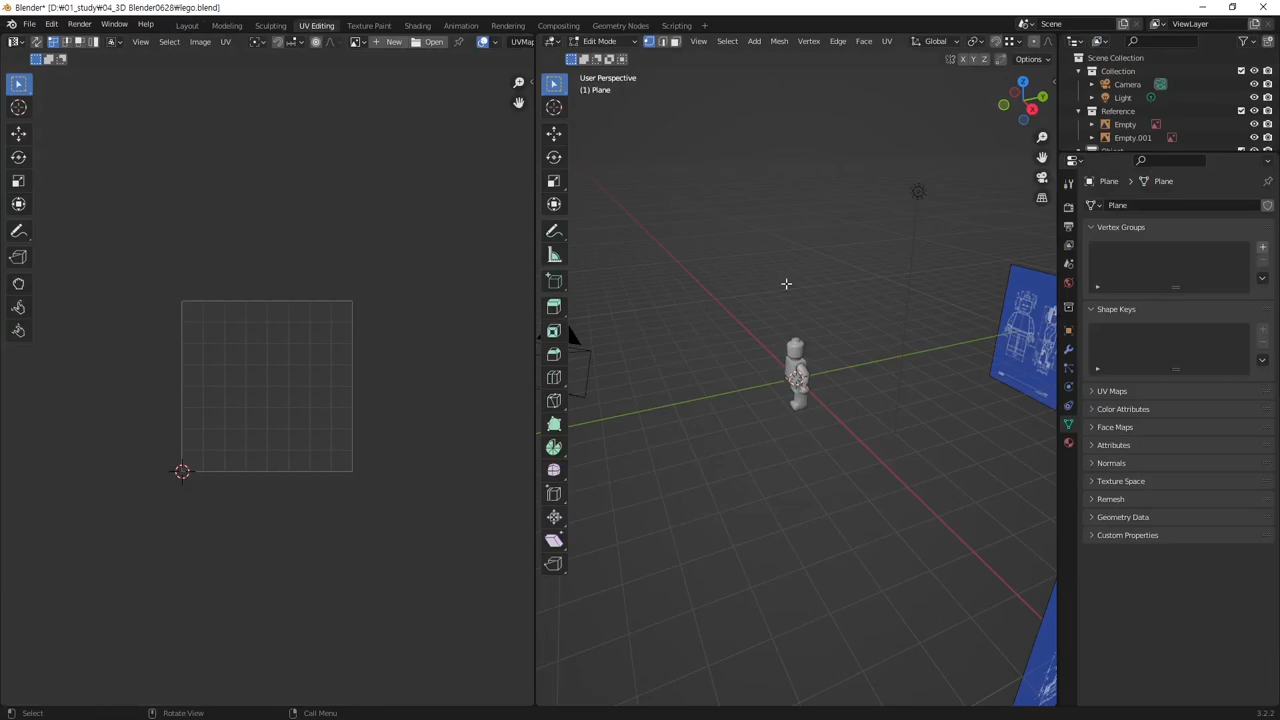 Blender* [D:₩01_study₩04_3D Blender0628₩lego.blend]
File Edit Render Window Help Layout Modeling Sculpting UV Editing Texture Paint Shading Animation Rendering Compositing Geometry Nodes Scripting + Scene ViewLayer
View Select Image UV New Open UVMap Edit Mode View Select Add Mesh Vertex Edge Face UV Global
X Y Z Options
User Perspective
(1) Plane
Z
Y
X
Scene Collection
Collection
Camera
Light
Reference
Empty
Empty.001
Plane Plane
Plane
Vertex Groups
Shape Keys
UV Maps
Color Attributes
Face Maps
Attributes
Normals
Texture Space
Remesh
Geometry Data
Custom Properties
Select Rotate View Call Menu 3.2.2